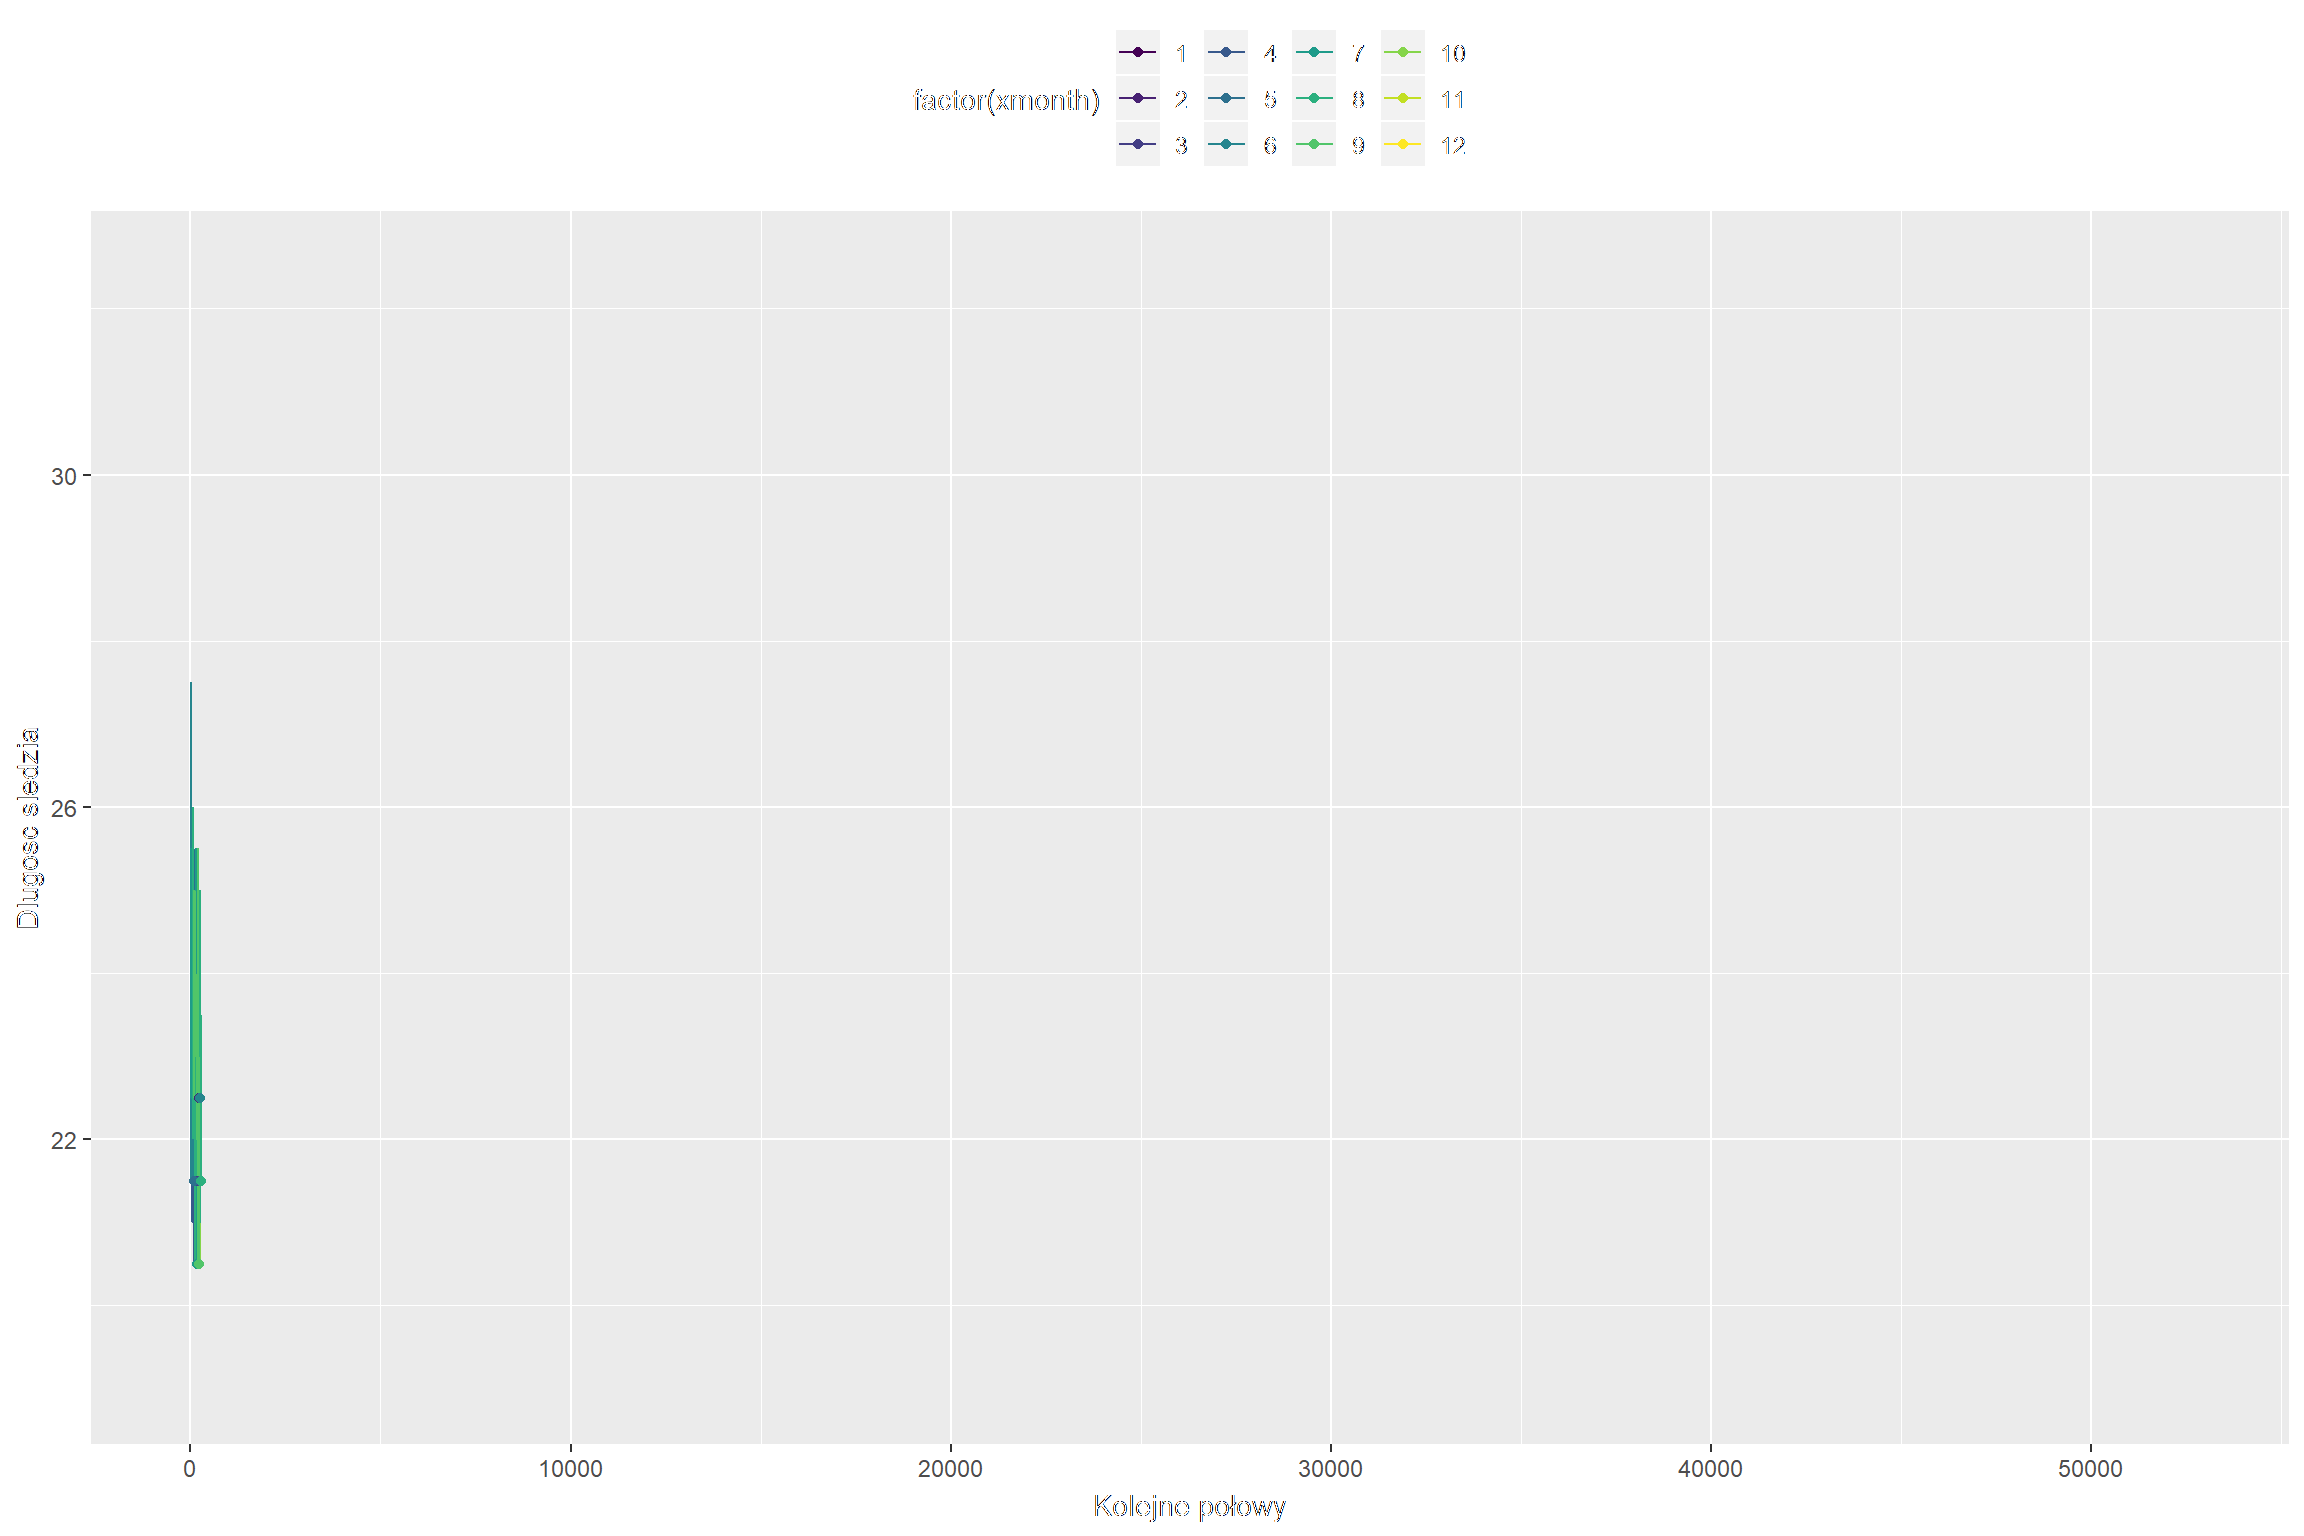 factor(xmonth)
1 4 7 10
2 5 8 11
3 6 9 12
30
26
22
Dlugosc sledzia
0 10000 20000 30000 40000 50000
Kolejne połowy